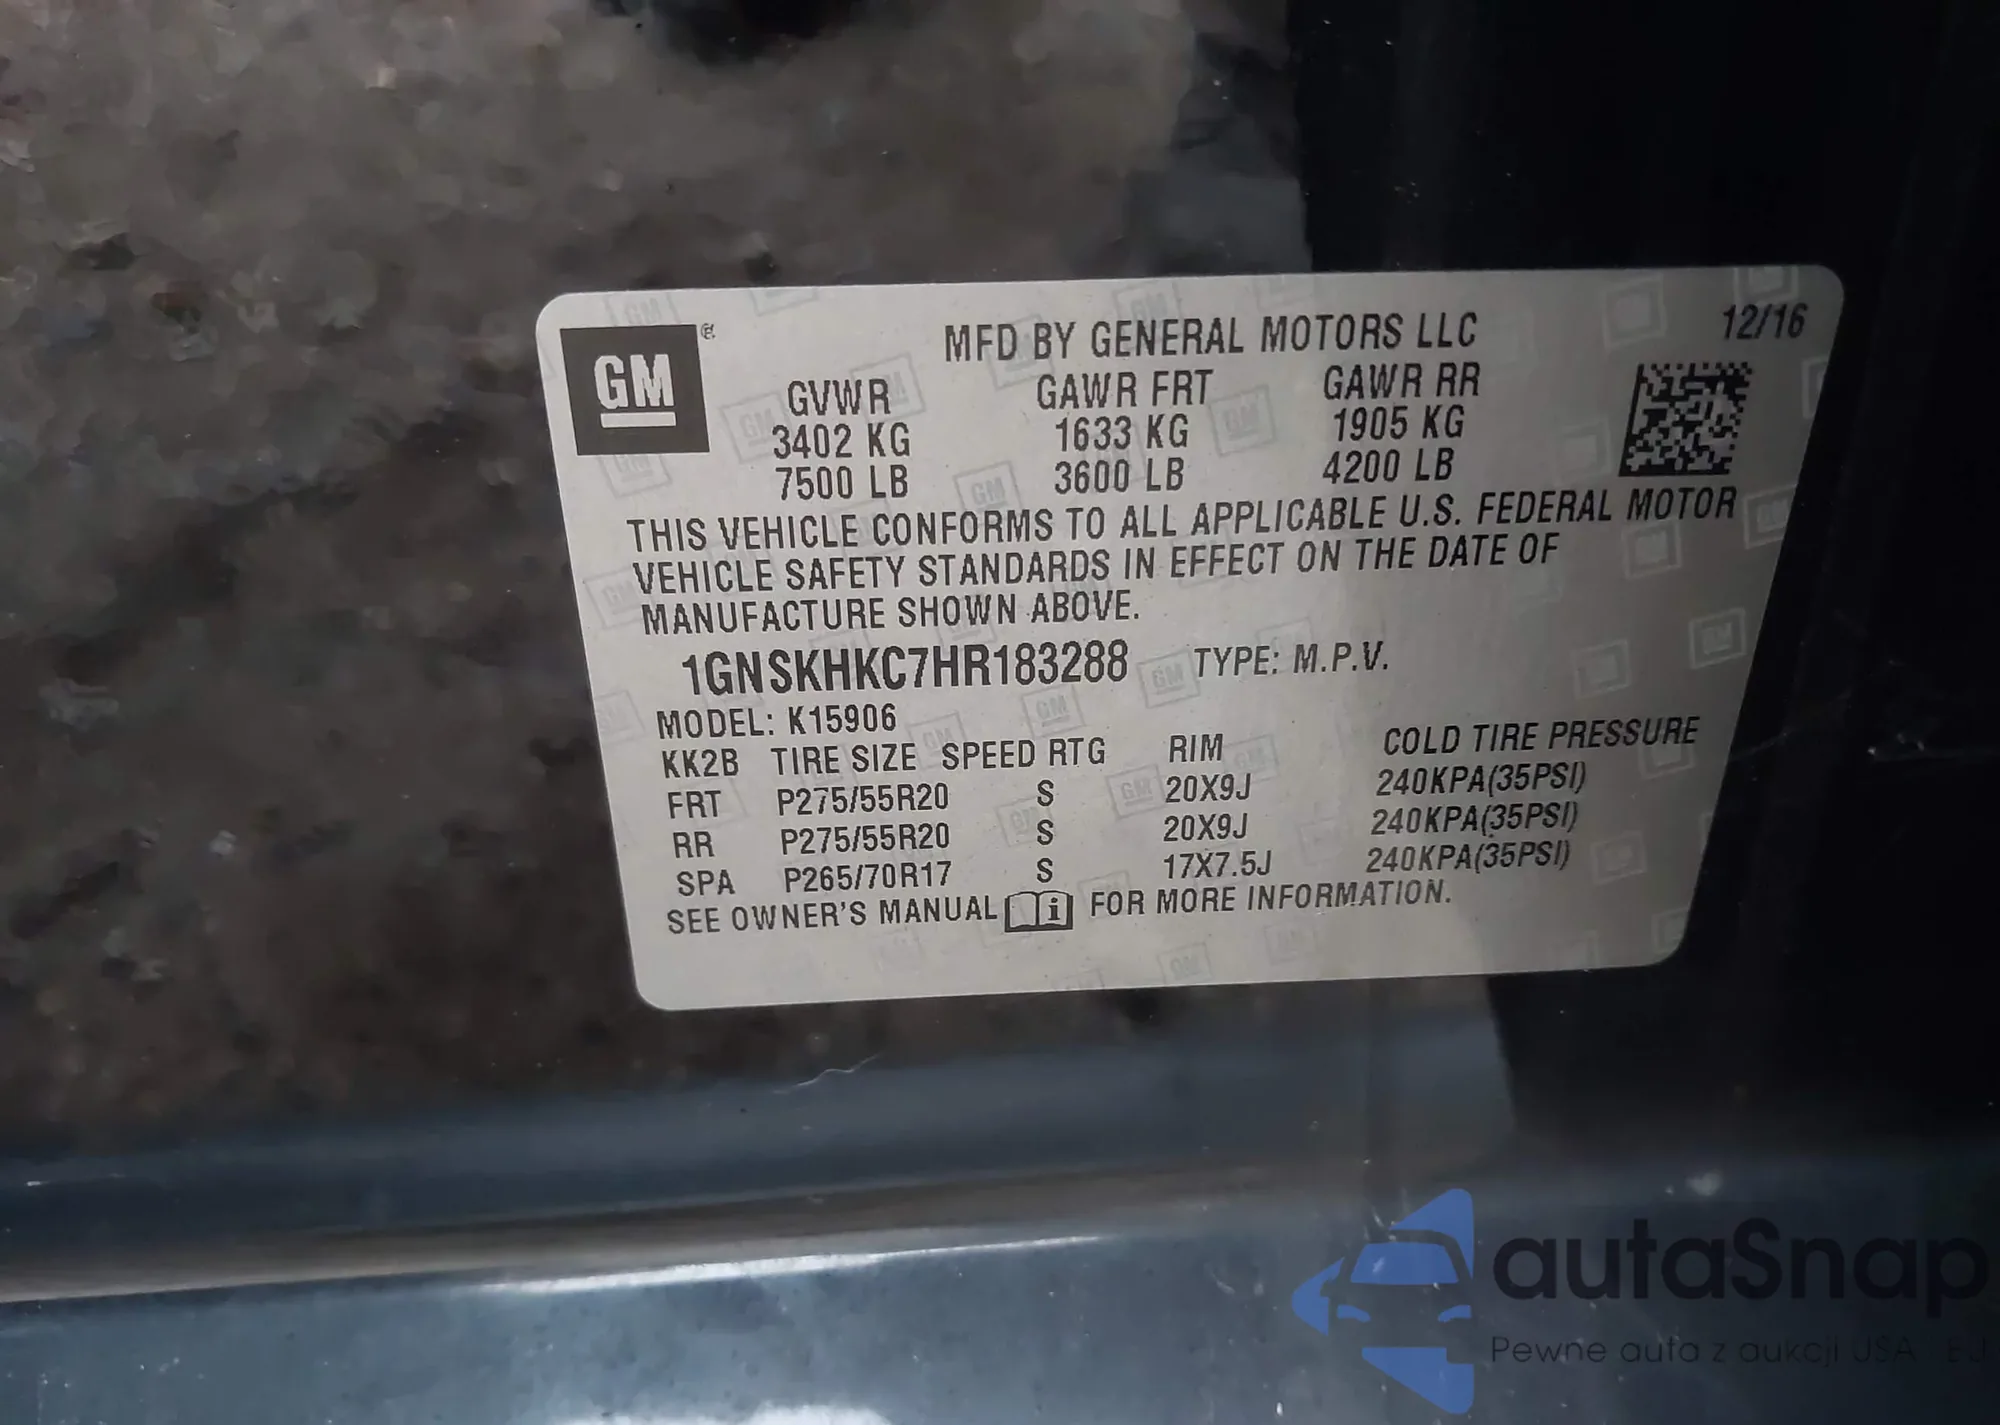 GM
MFD BY GENERAL MOTORS LLC 12/16
GVWR GAWR FRT GAWR RR
3402 KG 1633 KG 1905 KG
7500 LB 3600 LB 4200 LB
THIS VEHICLE CONFORMS TO ALL APPLICABLE U.S. FEDERAL MOTOR
VEHICLE SAFETY STANDARDS IN EFFECT ON THE DATE OF
MANUFACTURE SHOWN ABOVE.
1GNSKHKC7HR183288 TYPE: M.P.V.
MODEL: K15906
KK2B TIRE SIZE SPEED RTG RIM COLD TIRE PRESSURE
FRT P275/55R20 S 20X9J 240KPA(35PSI)
RR P275/55R20 S 20X9J 240KPA(35PSI)
SPA P265/70R17 S 17X7.5J 240KPA(35PSI)
SEE OWNER'S MANUAL i FOR MORE INFORMATION.
autaSnap
Pewne auta z aukcji USA